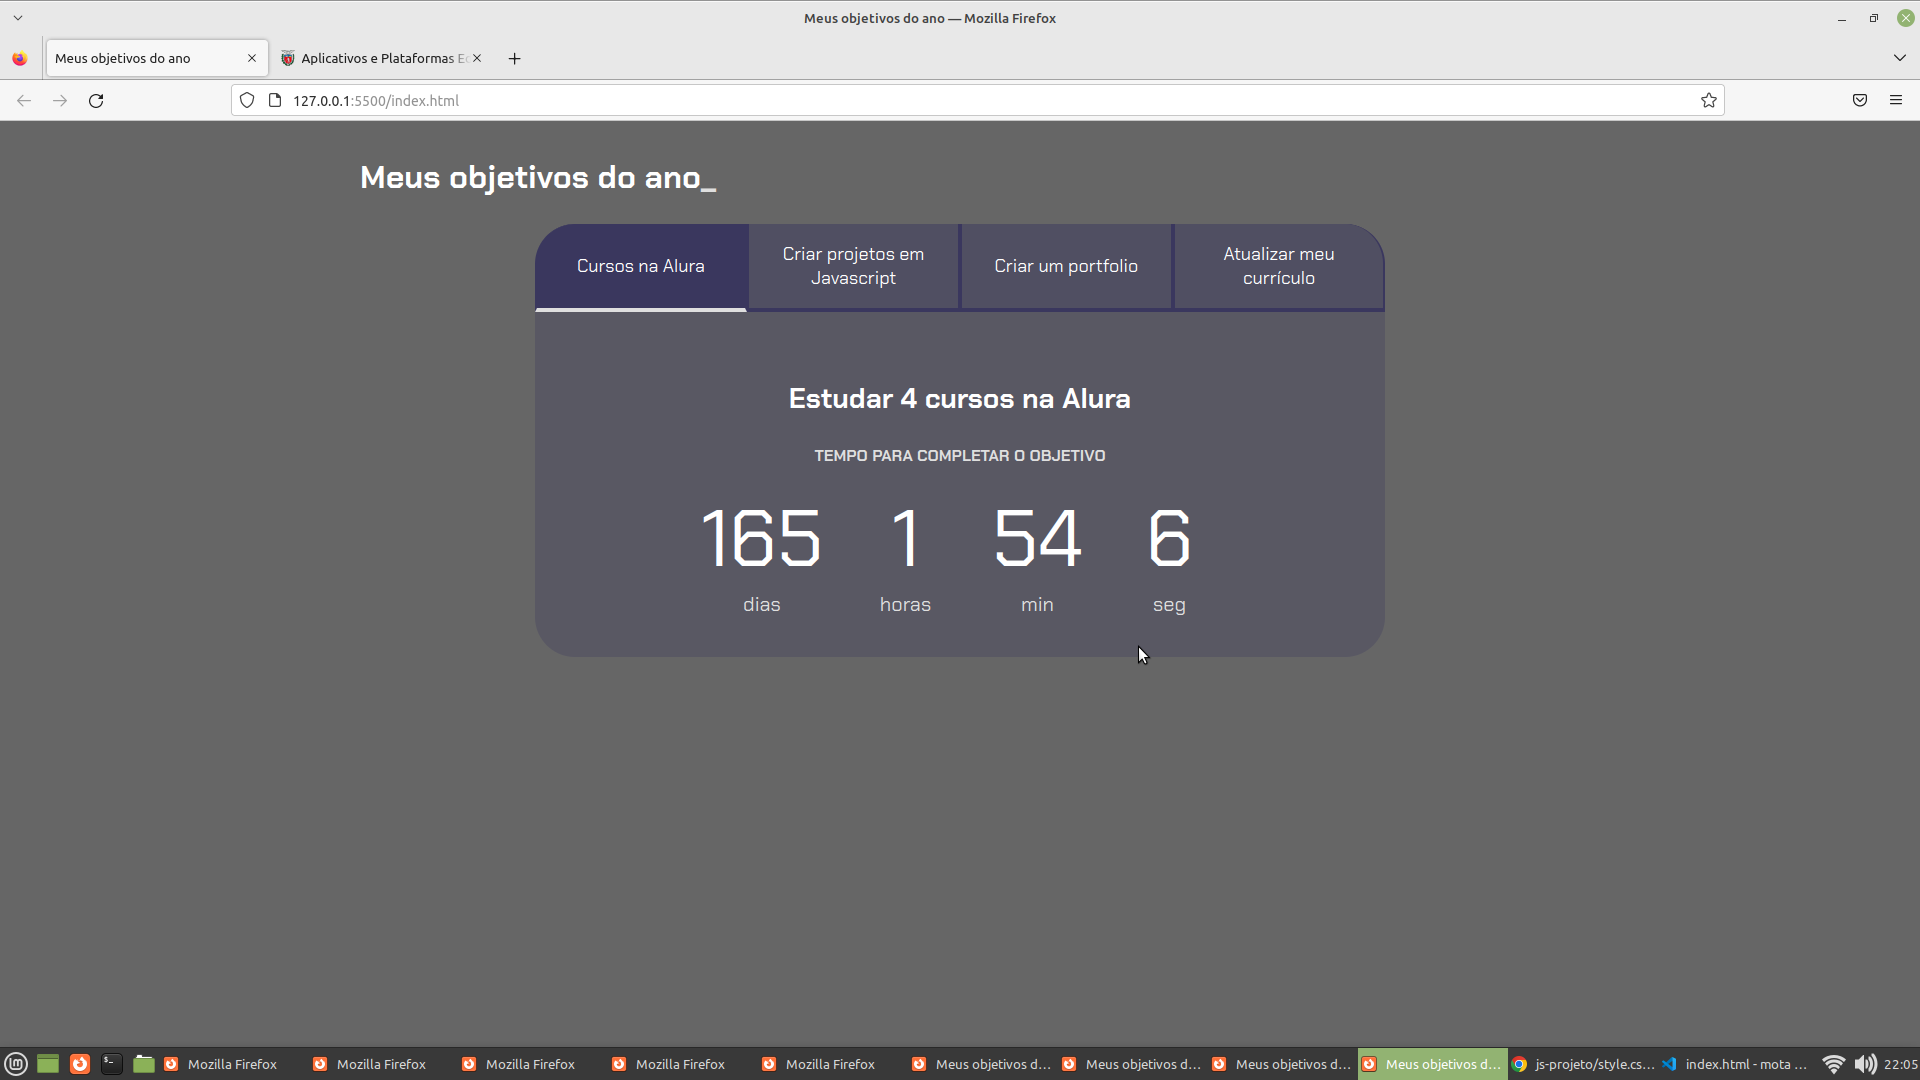 Meus objetivos do ano — Mozilla Firefox
Meus objetivos do ano
Aplicativos e Plataformas Ec
127.0.0.1:5500/index.html
Meus objetivos do ano_
Cursos na Alura
Criar projetos em
Javascript
Criar um portfolio
Atualizar meu
currículo
Estudar 4 cursos na Alura
TEMPO PARA COMPLETAR O OBJETIVO
165 1 54 6
dias horas min seg
Mozilla Firefox
Mozilla Firefox
Mozilla Firefox
Mozilla Firefox
Mozilla Firefox
Meus objetivos d...
Meus objetivos d...
Meus objetivos d...
Meus objetivos d...
js-projeto/style.cs...
index.html - mota ...
22:05